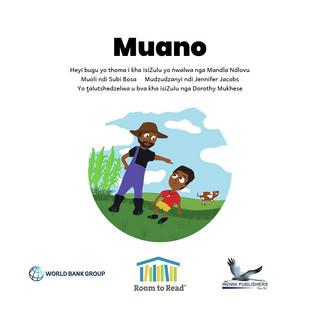 Muano
Heyi bugu yo thoma i kha isiZulu yo ṅwalwa nga Mandla Ndlovu
Muoli ndi Subi Bosa Mudzudzanyi ndi Jennifer Jacobs
Yo ṱalutshedzelwa u bva kha isiZulu nga Dorothy Mukhese
WORLD BANK GROUP
Room to Read®
INDWA PUBLISHERS